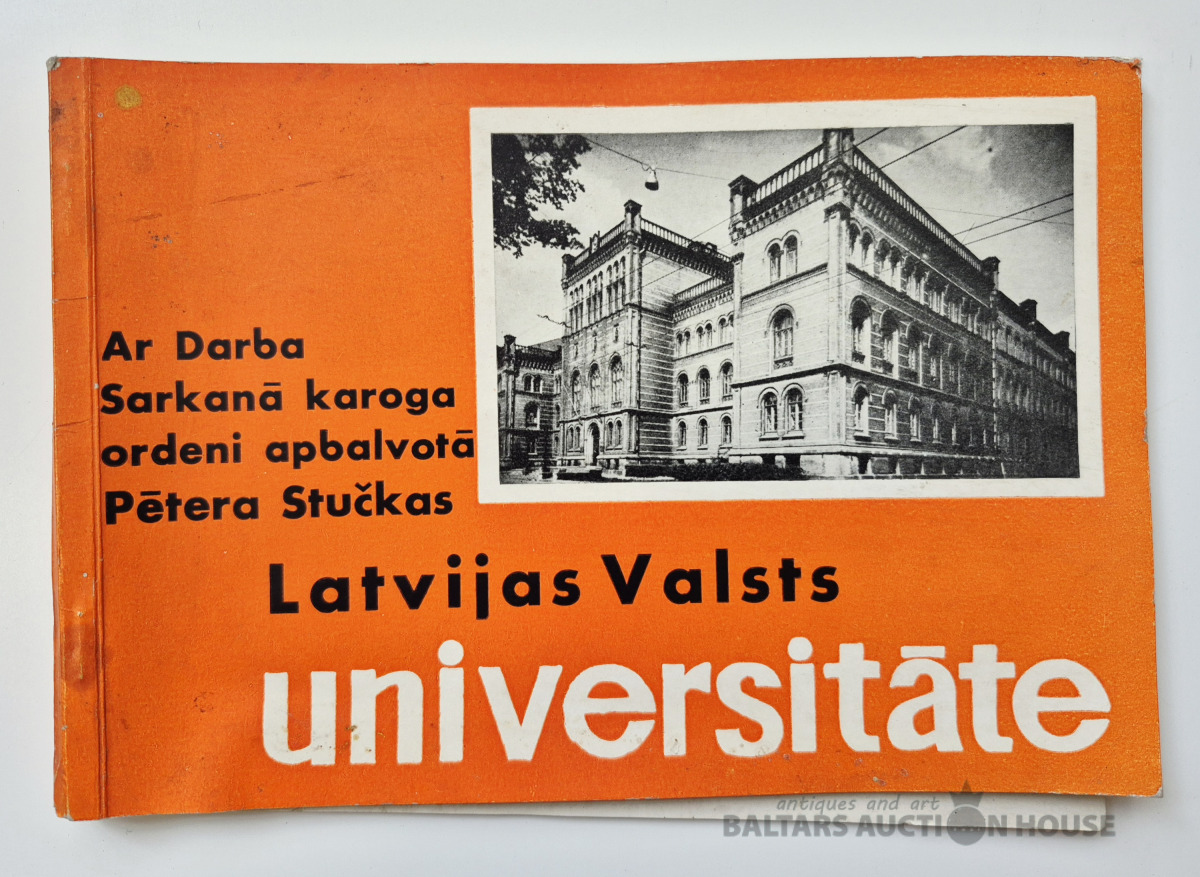 Ar Darba
Sarkanā karoga
ordeni apbalvotā
Pētera Stučkas
Latvijas Valsts
universitāte
antiques and art
BALTARS AUCTION HOUSE